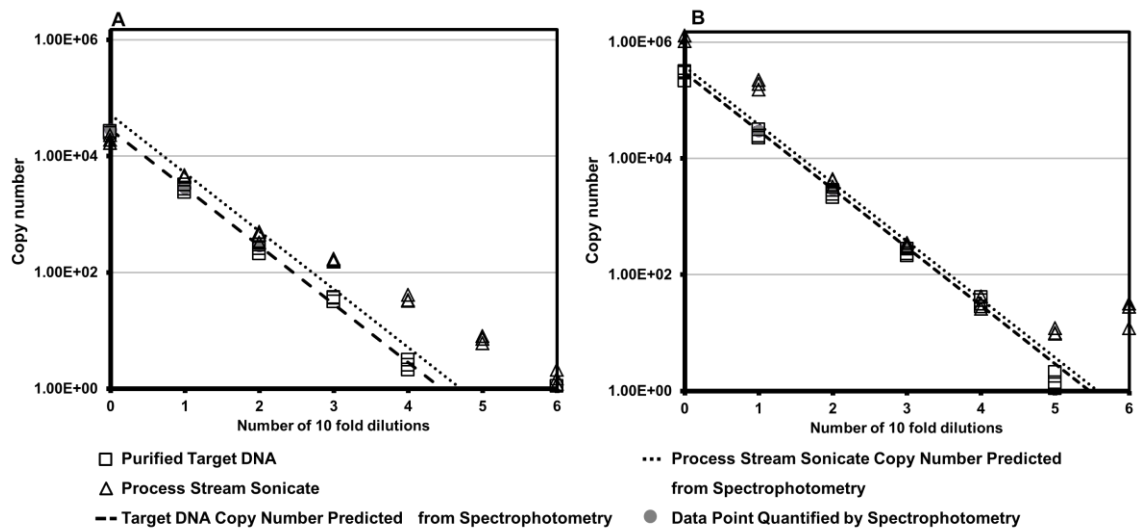 A
1.00E+06
1.00E+04
1.00E+02
1.00E+00
Copy number
0 1 2 3 4 5 6
Number of 10 fold dilutions
B
1.00E+06
1.00E+04
1.00E+02
1.00E+00
Copy number
0 1 2 3 4 5 6
Number of 10 fold dilutions
Purified Target DNA
Process Stream Sonicate
Target DNA Copy Number Predicted from Spectrophotometry
Process Stream Sonicate Copy Number Predicted
from Spectrophotometry
Data Point Quantified by Spectrophotometry